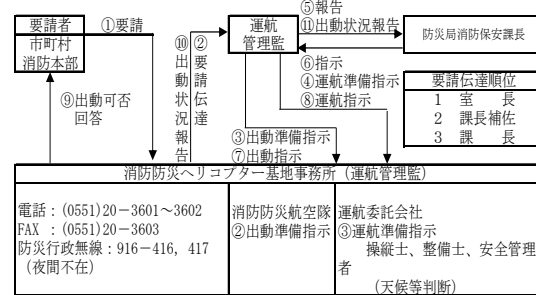 要請者
市町村
消防本部
①要請
⑨出動可否
回答
⑩出動状況報告
②要請伝達
運航
管理監
⑤報告
⑪出動状況報告
防災局消防保安課長
⑥指示
④運航準備指示
⑧運航指示
③出動準備指示
⑦出動指示
要請伝達順位
1 室 長
2 課長補佐
3 課 長
消防防災ヘリコプター基地事務所（運航管理監）
電話：(0551)20－3601～3602
FAX ：(0551)20－3603
防災行政無線：916－416, 417
（夜間不在）
消防防災航空隊
②出動準備指示
運航委託会社
③運航準備指示
操縦士、整備士、安全管理
者
（天候等判断）